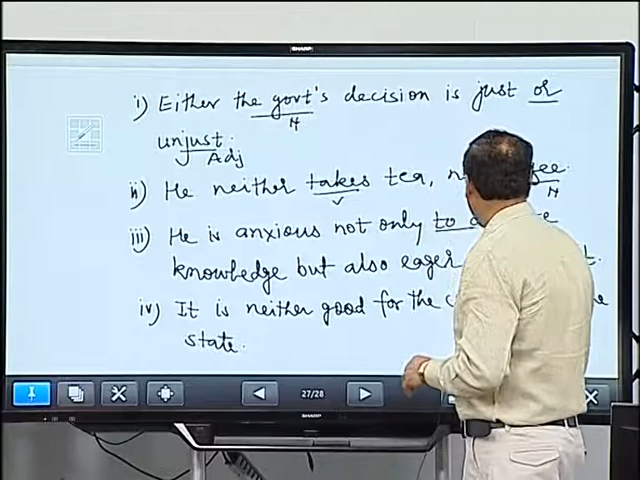 SHARP
i) Either the govt's decision is just or
N
unjust.
Adj
ii) He neither takes tea,
V N
iii) He is anxious not only to
knowledge but also eager
iv) It is neither good for the
state.
27/28
SHARP